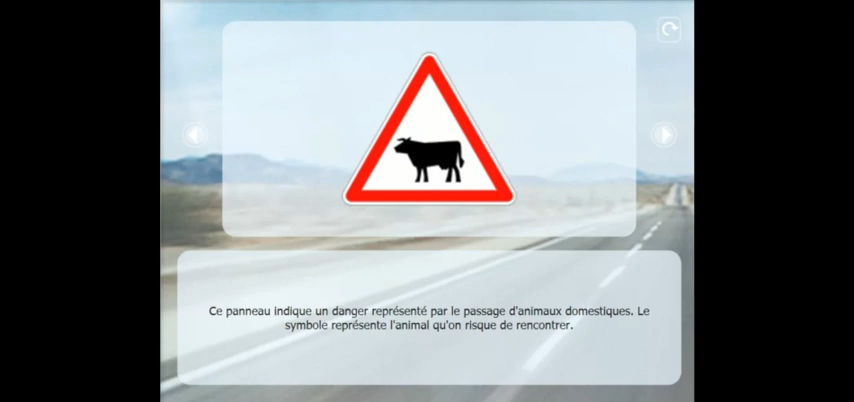 Ce panneau indique un danger représenté par le passage d'animaux domestiques. Le
symbole représente l'animal qu'on risque de rencontrer.